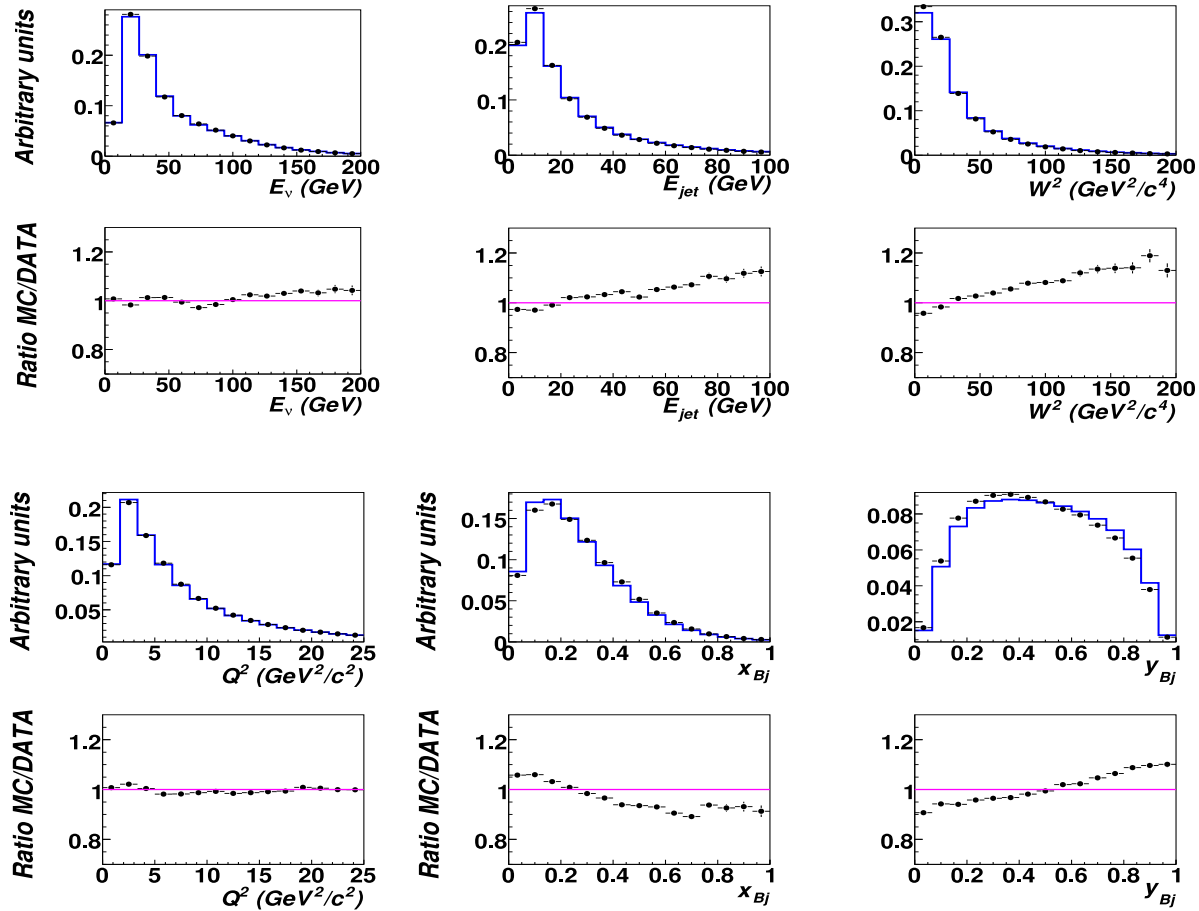 Arbitrary units
0 0.1 0.2
0 50 100 150 200
E_ν (GeV)
0 0.1 0.2
0 20 40 60 80 100
E_jet (GeV)
0 0.1 0.2 0.3
0 50 100 150 200
W² (GeV²/c⁴)
Ratio MC/DATA
0.8 1 1.2
0 50 100 150 200
E_ν (GeV)
0.8 1 1.2
0 20 40 60 80 100
E_jet (GeV)
0.8 1 1.2
0 50 100 150 200
W² (GeV²/c⁴)
Arbitrary units
0.05 0.1 0.15 0.2
0 5 10 15 20 25
Q² (GeV²/c²)
Arbitrary units
0 0.05 0.1 0.15
0 0.2 0.4 0.6 0.8 1
x_Bj
0.02 0.04 0.06 0.08
0 0.2 0.4 0.6 0.8 1
y_Bj
Ratio MC/DATA
0.8 1 1.2
0 5 10 15 20 25
Q² (GeV²/c²)
Ratio MC/DATA
0.8 1 1.2
0 0.2 0.4 0.6 0.8 1
x_Bj
0.8 1 1.2
0 0.2 0.4 0.6 0.8 1
y_Bj